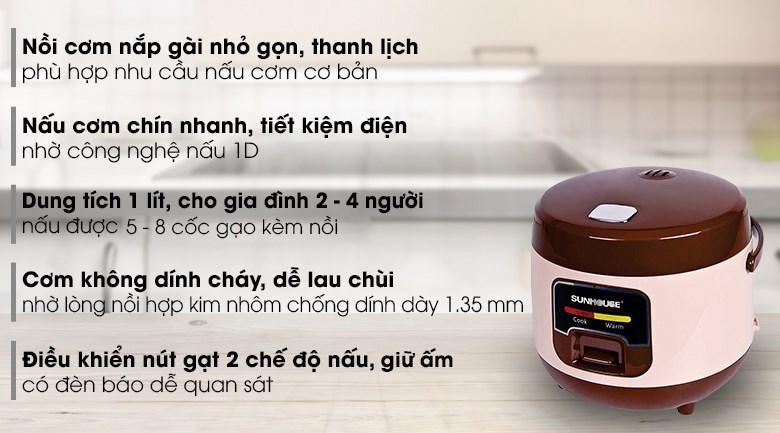 Nồi cơm nắp gài nhỏ gọn, thanh lịch
phù hợp nhu cầu nấu cơm cơ bản
Nấu cơm chín nhanh, tiết kiệm điện
nhờ công nghệ nấu 1D
Dung tích 1 lít, cho gia đình 2 - 4 người
nấu được 5 - 8 cốc gạo kèm nồi
Cơm không dính cháy, dễ lau chùi
nhờ lòng nồi hợp kim nhôm chống dính dày 1.35 mm
Điều khiển nút gạt 2 chế độ nấu, giữ ấm
có đèn báo dễ quan sát
SUNHOUSE®
Cook Warm